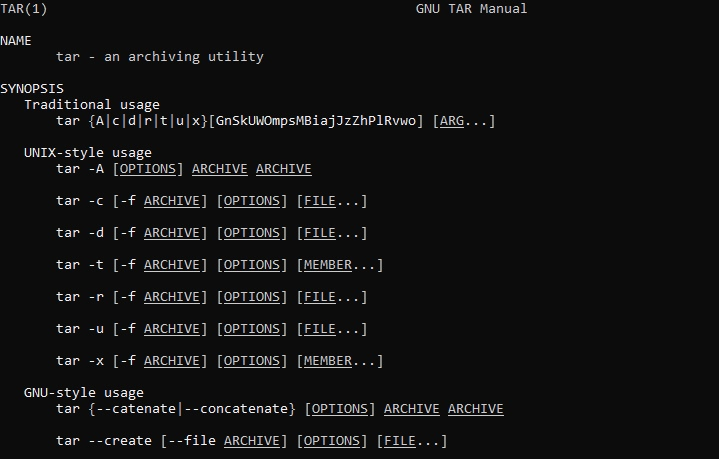 TAR(1) GNU TAR Manual
NAME
tar - an archiving utility
SYNOPSIS
Traditional usage
tar {A|c|d|r|t|u|x}[GnSkUWOmpsMBiajJzZhPlRvwo] [ARG...]
UNIX-style usage
tar -A [OPTIONS] ARCHIVE ARCHIVE
tar -c [-f ARCHIVE] [OPTIONS] [FILE...]
tar -d [-f ARCHIVE] [OPTIONS] [FILE...]
tar -t [-f ARCHIVE] [OPTIONS] [MEMBER...]
tar -r [-f ARCHIVE] [OPTIONS] [FILE...]
tar -u [-f ARCHIVE] [OPTIONS] [FILE...]
tar -x [-f ARCHIVE] [OPTIONS] [MEMBER...]
GNU-style usage
tar {--catenate|--concatenate} [OPTIONS] ARCHIVE ARCHIVE
tar --create [--file ARCHIVE] [OPTIONS] [FILE...]